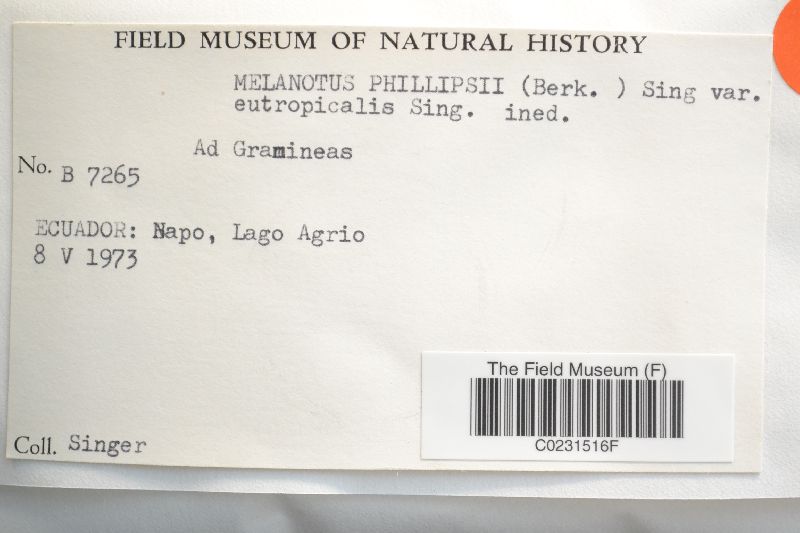 FIELD MUSEUM OF NATURAL HISTORY
MELANOTUS PHILLIPSII (Berk. ) Sing var.
eutropicalis Sing. ined.
Ad Gramineas
No. B 7265
ECUADOR: Napo, Lago Agrio
8 V 1973
The Field Museum (F)
C0231516F
Coll. Singer